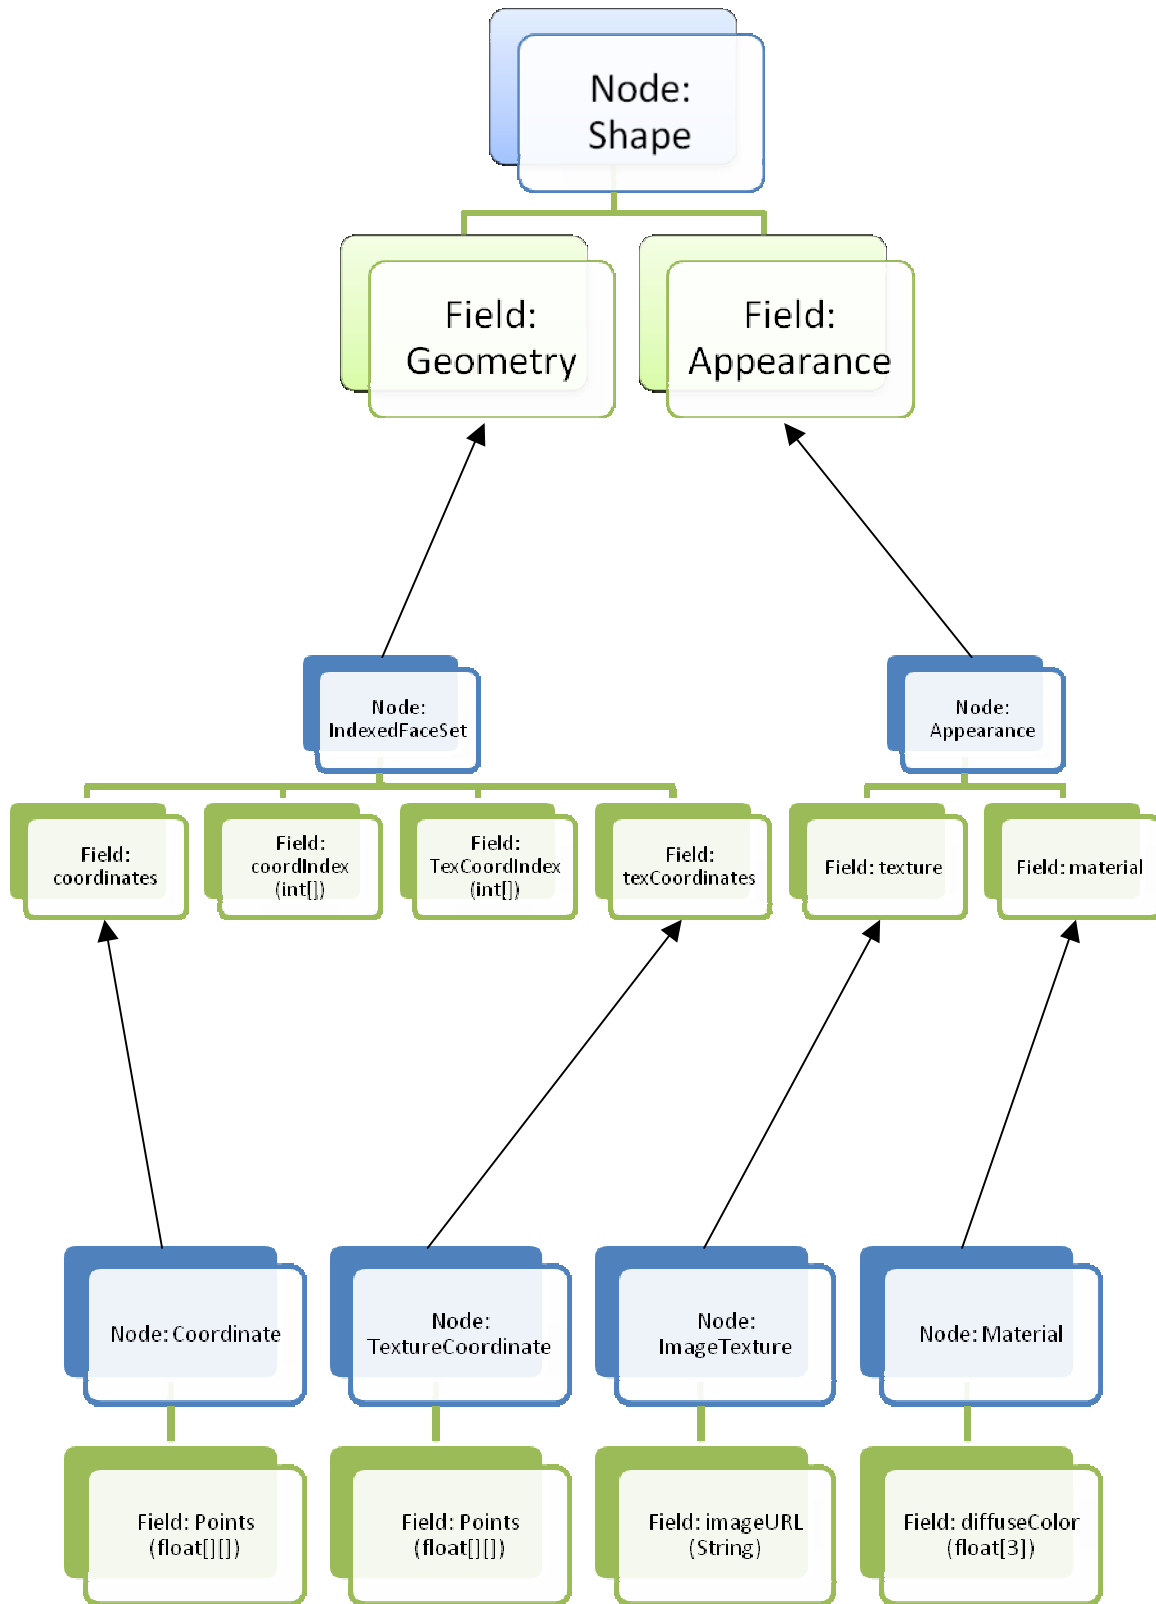 Node:
Shape
Field:
Geometry
Field:
Appearance
Node:
IndexedFaceSet
Node:
Appearance
Field:
coordinates
Field:
coordIndex
(int[])
Field:
TexCoordIndex
(int[])
Field:
texCoordinates
Field: texture
Field: material
Node: Coordinate
Node:
TextureCoordinate
Node:
ImageTexture
Node: Material
Field: Points
(float[][])
Field: Points
(float[][])
Field: imageURL
(String)
Field: diffuseColor
(float[3])